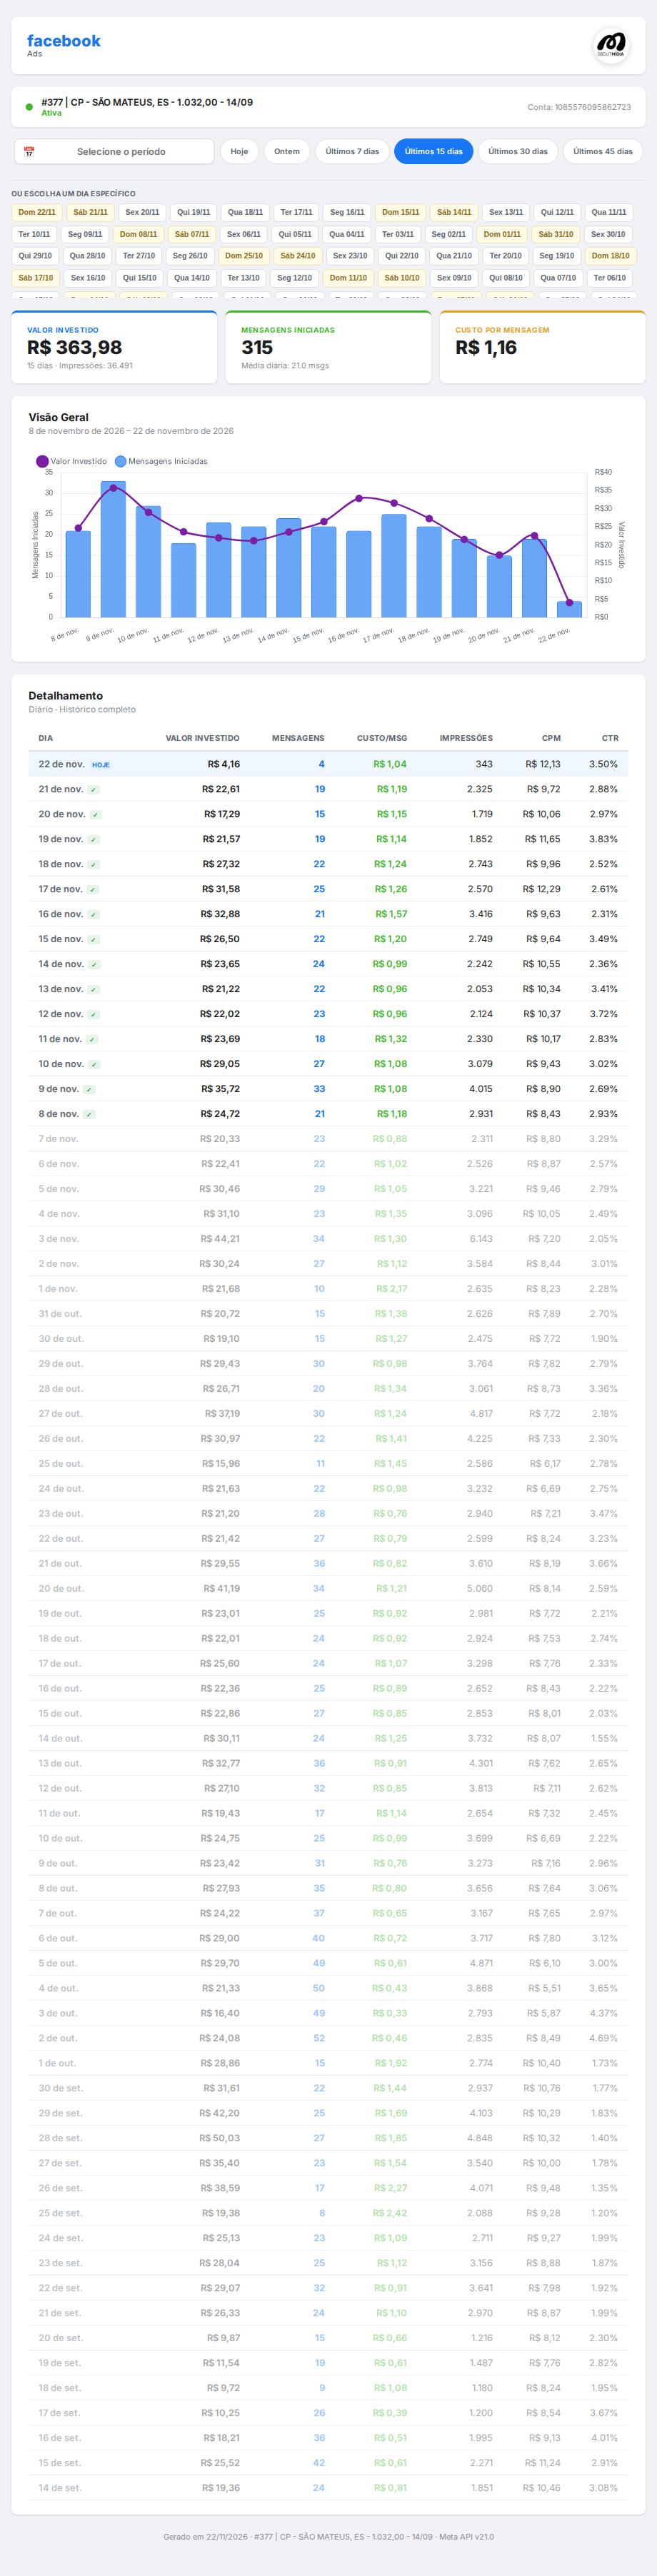 facebook
Ads
ABOUTMÍDIA
#377 | CP - SÃO MATEUS, ES - 1.032,00 - 14/09
Ativa
Conta: 1085576095862723
Selecione o período
Hoje
Ontem
Últimos 7 dias
Últimos 15 dias
Últimos 30 dias
Últimos 45 dias
OU ESCOLHA UM DIA ESPECÍFICO
Dom 22/11 Sáb 21/11 Sex 20/11 Qui 19/11 Qua 18/11 Ter 17/11 Seg 16/11 Dom 15/11 Sáb 14/11 Sex 13/11 Qui 12/11 Qua 11/11
Ter 10/11 Seg 09/11 Dom 08/11 Sáb 07/11 Sex 06/11 Qui 05/11 Qua 04/11 Ter 03/11 Seg 02/11 Dom 01/11 Sáb 31/10 Sex 30/10
Qui 29/10 Qua 28/10 Ter 27/10 Seg 26/10 Dom 25/10 Sáb 24/10 Sex 23/10 Qui 22/10 Qua 21/10 Ter 20/10 Seg 19/10 Dom 18/10
Sáb 17/10 Sex 16/10 Qui 15/10 Qua 14/10 Ter 13/10 Seg 12/10 Dom 11/10 Sáb 10/10 Sex 09/10 Qui 08/10 Qua 07/10 Ter 06/10
VALOR INVESTIDO
R$ 363,98
15 dias · Impressões: 36.491
MENSAGENS INICIADAS
315
Média diária: 21.0 msgs
CUSTO POR MENSAGEM
R$ 1,16
Visão Geral
8 de novembro de 2026 – 22 de novembro de 2026
Valor Investido Mensagens Iniciadas
Mensagens Iniciadas
35
30
25
20
15
10
5
0
R$40
R$35
R$30
R$25
R$20
R$15
R$10
R$5
R$0
Valor Investido
8 de nov. 9 de nov. 10 de nov. 11 de nov. 12 de nov. 13 de nov. 14 de nov. 15 de nov. 16 de nov. 17 de nov. 18 de nov. 19 de nov. 20 de nov. 21 de nov. 22 de nov.
Detalhamento
Diário · Histórico completo
DIA VALOR INVESTIDO MENSAGENS CUSTO/MSG IMPRESSÕES CPM CTR
22 de nov. HOJE R$ 4,16 4 R$ 1,04 343 R$ 12,13 3.50%
21 de nov. ✓ R$ 22,61 19 R$ 1,19 2.325 R$ 9,72 2.88%
20 de nov. ✓ R$ 17,29 15 R$ 1,15 1.719 R$ 10,06 2.97%
19 de nov. ✓ R$ 21,57 19 R$ 1,14 1.852 R$ 11,65 3.83%
18 de nov. ✓ R$ 27,32 22 R$ 1,24 2.743 R$ 9,96 2.52%
17 de nov. ✓ R$ 31,58 25 R$ 1,26 2.570 R$ 12,29 2.61%
16 de nov. ✓ R$ 32,88 21 R$ 1,57 3.416 R$ 9,63 2.31%
15 de nov. ✓ R$ 26,50 22 R$ 1,20 2.749 R$ 9,64 3.49%
14 de nov. ✓ R$ 23,65 24 R$ 0,99 2.242 R$ 10,55 2.36%
13 de nov. ✓ R$ 21,22 22 R$ 0,96 2.053 R$ 10,34 3.41%
12 de nov. ✓ R$ 22,02 23 R$ 0,96 2.124 R$ 10,37 3.72%
11 de nov. ✓ R$ 23,69 18 R$ 1,32 2.330 R$ 10,17 2.83%
10 de nov. ✓ R$ 29,05 27 R$ 1,08 3.079 R$ 9,43 3.02%
9 de nov. ✓ R$ 35,72 33 R$ 1,08 4.015 R$ 8,90 2.69%
8 de nov. ✓ R$ 24,72 21 R$ 1,18 2.931 R$ 8,43 2.93%
7 de nov. R$ 20,33 23 R$ 0,88 2.311 R$ 8,80 3.29%
6 de nov. R$ 22,41 22 R$ 1,02 2.526 R$ 8,87 2.57%
5 de nov. R$ 30,46 29 R$ 1,05 3.221 R$ 9,46 2.79%
4 de nov. R$ 31,10 23 R$ 1,35 3.096 R$ 10,05 2.49%
3 de nov. R$ 44,21 34 R$ 1,30 6.143 R$ 7,20 2.05%
2 de nov. R$ 30,24 27 R$ 1,12 3.584 R$ 8,44 3.01%
1 de nov. R$ 21,68 10 R$ 2,17 2.635 R$ 8,23 2.28%
31 de out. R$ 20,72 15 R$ 1,38 2.626 R$ 7,89 2.70%
30 de out. R$ 19,10 15 R$ 1,27 2.475 R$ 7,72 1.90%
29 de out. R$ 29,43 30 R$ 0,98 3.764 R$ 7,82 2.79%
28 de out. R$ 26,71 20 R$ 1,34 3.061 R$ 8,73 3.36%
27 de out. R$ 37,19 30 R$ 1,24 4.817 R$ 7,72 2.18%
26 de out. R$ 30,97 22 R$ 1,41 4.225 R$ 7,33 2.30%
25 de out. R$ 15,96 11 R$ 1,45 2.586 R$ 6,17 2.78%
24 de out. R$ 21,63 22 R$ 0,98 3.232 R$ 6,69 2.75%
23 de out. R$ 21,20 28 R$ 0,76 2.940 R$ 7,21 3.47%
22 de out. R$ 21,42 27 R$ 0,79 2.599 R$ 8,24 3.23%
21 de out. R$ 29,55 36 R$ 0,82 3.610 R$ 8,19 3.66%
20 de out. R$ 41,19 34 R$ 1,21 5.060 R$ 8,14 2.59%
19 de out. R$ 23,01 25 R$ 0,92 2.981 R$ 7,72 2.21%
18 de out. R$ 22,01 24 R$ 0,92 2.924 R$ 7,53 2.74%
17 de out. R$ 25,60 24 R$ 1,07 3.298 R$ 7,76 2.33%
16 de out. R$ 22,36 25 R$ 0,89 2.652 R$ 8,43 2.22%
15 de out. R$ 22,86 27 R$ 0,85 2.853 R$ 8,01 2.03%
14 de out. R$ 30,11 24 R$ 1,25 3.732 R$ 8,07 1.55%
13 de out. R$ 32,77 36 R$ 0,91 4.301 R$ 7,62 2.65%
12 de out. R$ 27,10 32 R$ 0,85 3.813 R$ 7,11 2.62%
11 de out. R$ 19,43 17 R$ 1,14 2.654 R$ 7,32 2.45%
10 de out. R$ 24,75 25 R$ 0,99 3.699 R$ 6,69 2.22%
9 de out. R$ 23,42 31 R$ 0,76 3.273 R$ 7,16 2.96%
8 de out. R$ 27,93 35 R$ 0,80 3.656 R$ 7,64 3.06%
7 de out. R$ 24,22 37 R$ 0,65 3.167 R$ 7,65 2.97%
6 de out. R$ 29,00 40 R$ 0,72 3.717 R$ 7,80 3.12%
5 de out. R$ 29,70 49 R$ 0,61 4.871 R$ 6,10 3.00%
4 de out. R$ 21,33 50 R$ 0,43 3.868 R$ 5,51 3.65%
3 de out. R$ 16,40 49 R$ 0,33 2.793 R$ 5,87 4.37%
2 de out. R$ 24,08 52 R$ 0,46 2.835 R$ 8,49 4.69%
1 de out. R$ 28,86 15 R$ 1,92 2.774 R$ 10,40 1.73%
30 de set. R$ 31,61 22 R$ 1,44 2.937 R$ 10,76 1.77%
29 de set. R$ 42,20 25 R$ 1,69 4.103 R$ 10,29 1.83%
28 de set. R$ 50,03 27 R$ 1,85 4.848 R$ 10,32 1.40%
27 de set. R$ 35,40 23 R$ 1,54 3.540 R$ 10,00 1.78%
26 de set. R$ 38,59 17 R$ 2,27 4.071 R$ 9,48 1.35%
25 de set. R$ 19,38 8 R$ 2,42 2.088 R$ 9,28 1.20%
24 de set. R$ 25,13 23 R$ 1,09 2.711 R$ 9,27 1.99%
23 de set. R$ 28,04 25 R$ 1,12 3.156 R$ 8,88 1.87%
22 de set. R$ 29,07 32 R$ 0,91 3.641 R$ 7,98 1.92%
21 de set. R$ 26,33 24 R$ 1,10 2.970 R$ 8,87 1.99%
20 de set. R$ 9,87 15 R$ 0,66 1.216 R$ 8,12 2.30%
19 de set. R$ 11,54 19 R$ 0,61 1.487 R$ 7,76 2.82%
18 de set. R$ 9,72 9 R$ 1,08 1.180 R$ 8,24 1.95%
17 de set. R$ 10,25 26 R$ 0,39 1.200 R$ 8,54 3.67%
16 de set. R$ 18,21 36 R$ 0,51 1.995 R$ 9,13 4.01%
15 de set. R$ 25,52 42 R$ 0,61 2.271 R$ 11,24 2.91%
14 de set. R$ 19,36 24 R$ 0,81 1.851 R$ 10,46 3.08%
Gerado em 22/11/2026 · #377 | CP - SÃO MATEUS, ES - 1.032,00 - 14/09 · Meta API v21.0